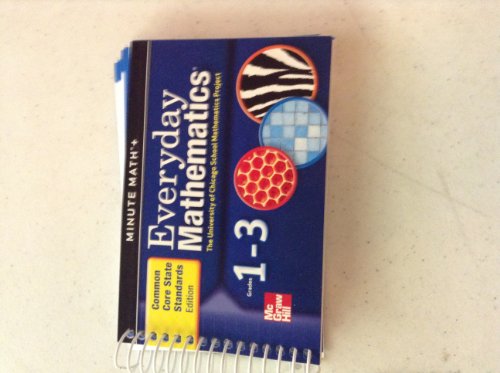 MINUTE MATH™+
Everyday
Mathematics®
The University of Chicago School Mathematics Project
Common
Core State
Standards
Edition
Grades 1-3
Mc
Graw
Hill